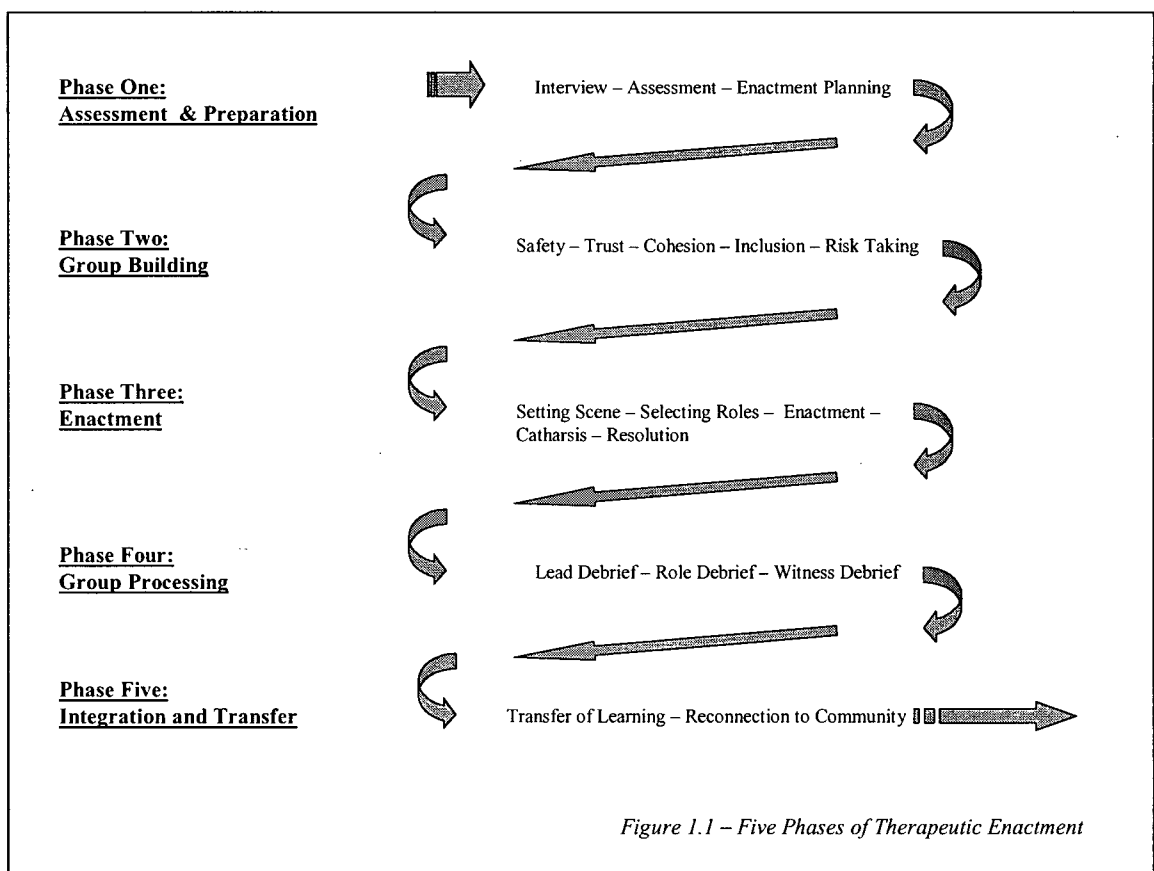 Phase One:
Assessment & Preparation
Interview – Assessment – Enactment Planning
Phase Two:
Group Building
Safety – Trust – Cohesion – Inclusion – Risk Taking
Phase Three:
Enactment
Setting Scene – Selecting Roles – Enactment –
Catharsis – Resolution
Phase Four:
Group Processing
Lead Debrief – Role Debrief – Witness Debrief
Phase Five:
Integration and Transfer
Transfer of Learning – Reconnection to Community
Figure 1.1 – Five Phases of Therapeutic Enactment